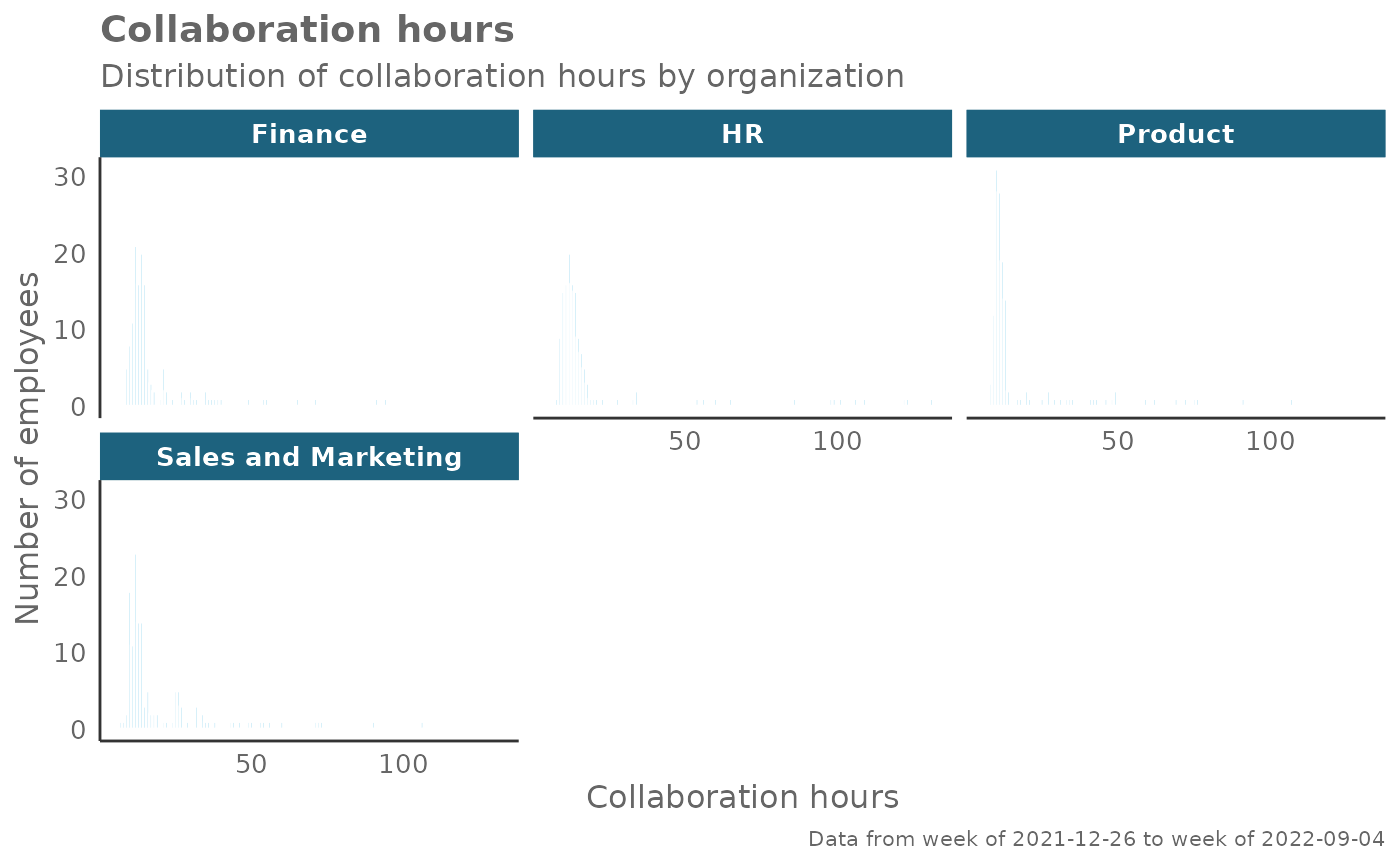 Collaboration hours
Distribution of collaboration hours by organization
Finance
HR
Product
30
20
10
0
50
100
50
100
Sales and Marketing
30
20
10
0
50
100
Number of employees
Collaboration hours
Data from week of 2021-12-26 to week of 2022-09-04